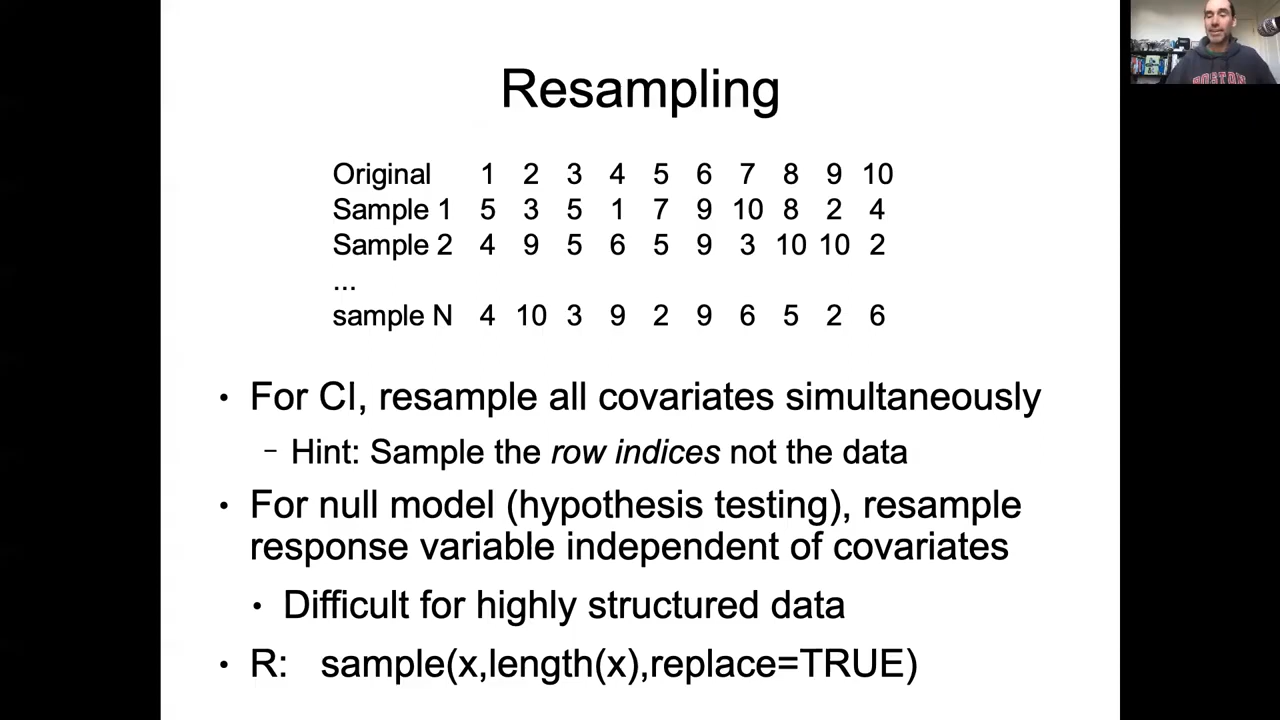 Resampling
Original 1 2 3 4 5 6 7 8 9 10
Sample 1 5 3 5 1 7 9 10 8 2 4
Sample 2 4 9 5 6 5 9 3 10 10 2
...
sample N 4 10 3 9 2 9 6 5 2 6
• For CI, resample all covariates simultaneously
– Hint: Sample the row indices not the data
• For null model (hypothesis testing), resample
response variable independent of covariates
• Difficult for highly structured data
• R: sample(x,length(x),replace=TRUE)
BOSTON